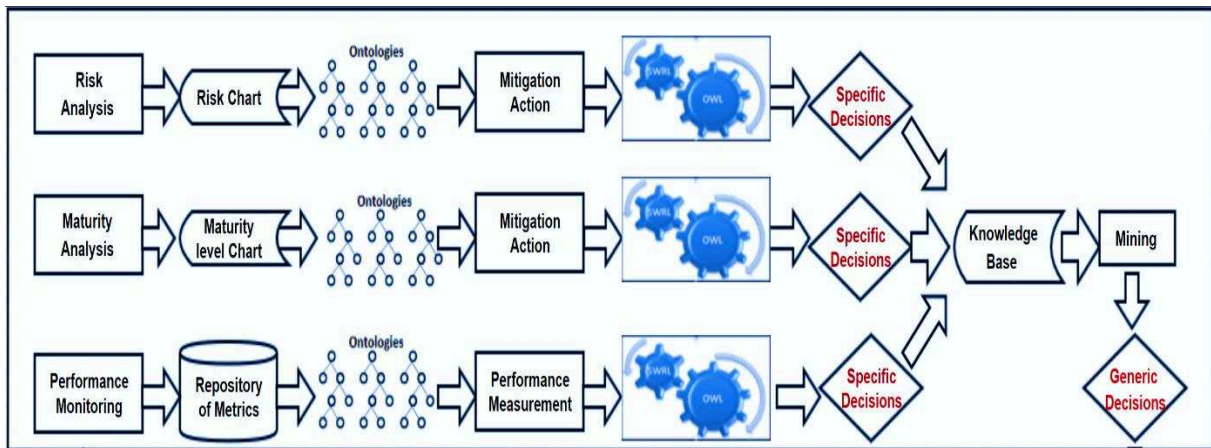 Ontologies
Risk
Analysis
Risk Chart
Mitigation
Action
SWRL
OWL
Specific
Decisions
Ontologies
Maturity
Analysis
Maturity
level Chart
Mitigation
Action
SWRL
OWL
Specific
Decisions
Knowledge
Base
Mining
Ontologies
Performance
Monitoring
Repository
of Metrics
Performance
Measurement
SWRL
OWL
Specific
Decisions
Generic
Decisions